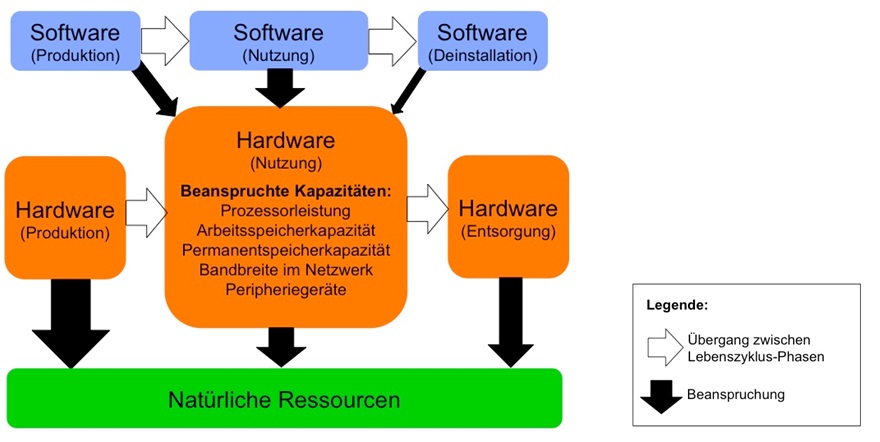 Software
(Produktion)
Software
(Nutzung)
Software
(Deinstallation)
Hardware
(Nutzung)
Beanspruchte Kapazitäten:
Prozessorleistung
Arbeitsspeicherkapazität
Permanentspeicherkapazität
Bandbreite im Netzwerk
Peripheriegeräte
Hardware
(Produktion)
Hardware
(Entsorgung)
Natürliche Ressourcen
Legende:
Übergang zwischen
Lebenszyklus-Phasen
Beanspruchung